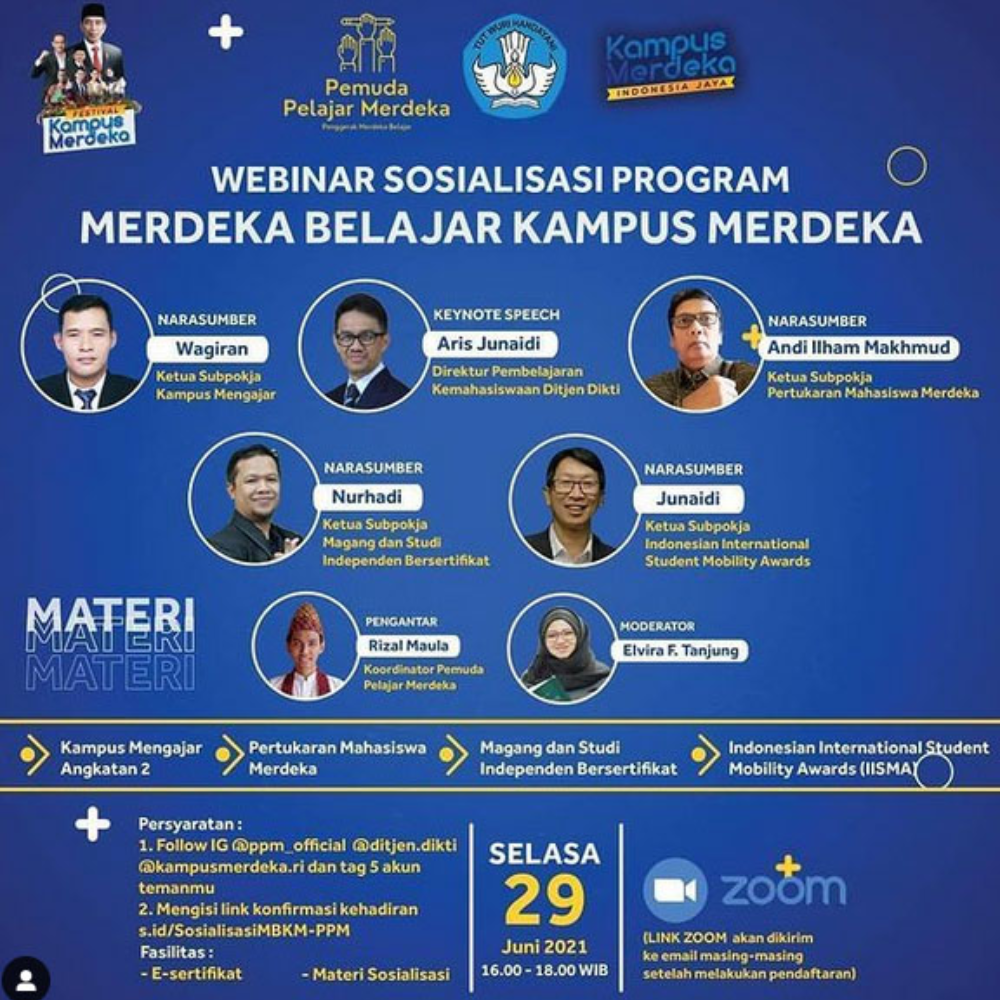 FESTIVAL
Kampus
Merdeka
Pemuda
Pelajar Merdeka
Penggerak Merdeka Belajar
TUT WURI HANDAYANI
Kampus
Merdeka
INDONESIA JAYA
WEBINAR SOSIALISASI PROGRAM
MERDEKA BELAJAR KAMPUS MERDEKA
NARASUMBER
Wagiran
Ketua Subpokja
Kampus Mengajar
KEYNOTE SPEECH
Aris Junaidi
Direktur Pembelajaran
Kemahasiswaan Ditjen Dikti
NARASUMBER
Andi Ilham Makhmud
Ketua Subpokja
Pertukaran Mahasiswa Merdeka
NARASUMBER
Nurhadi
Ketua Subpokja
Magang dan Studi
Independen Bersertifikat
NARASUMBER
Junaidi
Ketua Subpokja
Indonesian International
Student Mobility Awards
MATERI
MATERI
MATERI
PENGANTAR
Rizal Maula
Koordinator Pemuda
Pelajar Merdeka
MODERATOR
Elvira F. Tanjung
Kampus Mengajar
Angkatan 2
Pertukaran Mahasiswa
Merdeka
Magang dan Studi
Independen Bersertifikat
Indonesian International Student
Mobility Awards (IISMA)
Persyaratan :
1. Follow IG @ppm_official @ditjen.dikti
@kampusmerdeka.ri dan tag 5 akun
temanmu
2. Mengisi link konfirmasi kehadiran
s.id/SosialisasiMBKM-PPM
Fasilitas :
- E-sertifikat - Materi Sosialisasi
SELASA
29
Juni 2021
16.00 - 18.00 WIB
zoom
(LINK ZOOM akan dikirim
ke email masing-masing
setelah melakukan pendaftaran)